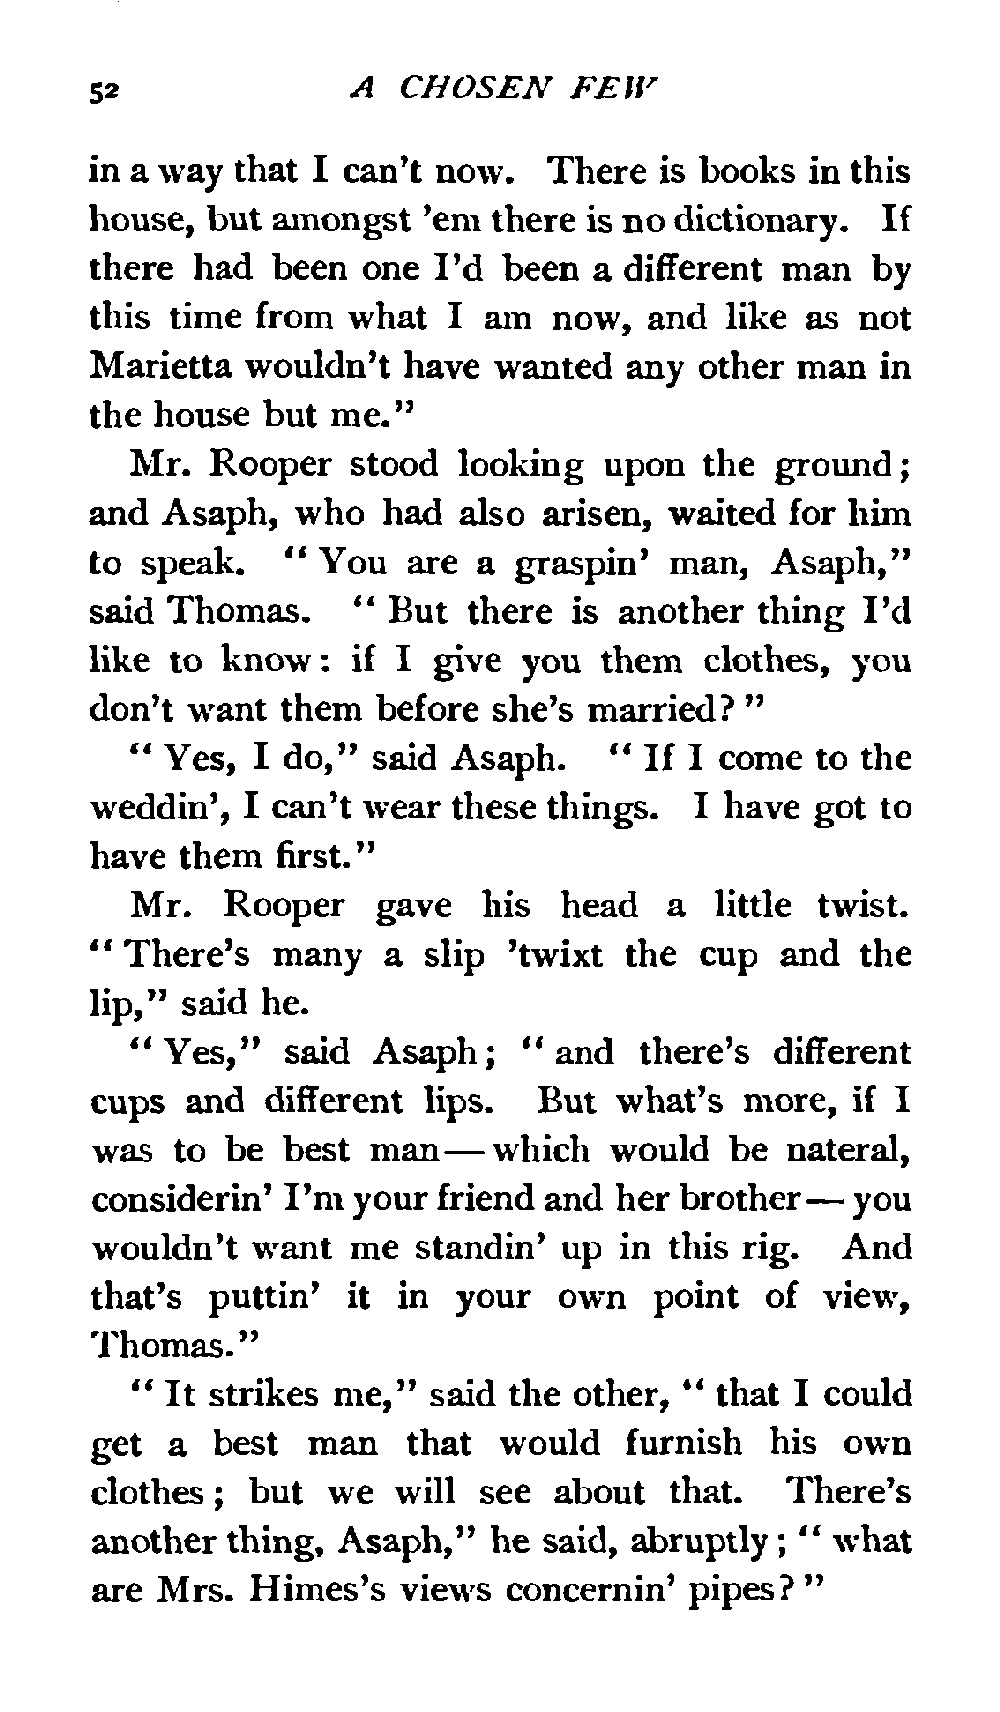 52 A CHOSEN FEW
in a way that I can't now. There is books in this
house, but amongst 'em there is no dictionary. If
there had been one I'd been a different man by
this time from what I am now, and like as not
Marietta wouldn't have wanted any other man in
the house but me."
Mr. Rooper stood looking upon the ground;
and Asaph, who had also arisen, waited for him
to speak. "You are a graspin' man, Asaph,"
said Thomas. "But there is another thing I'd
like to know: if I give you them clothes, you
don't want them before she's married?"
"Yes, I do," said Asaph. "If I come to the
weddin', I can't wear these things. I have got to
have them first."
Mr. Rooper gave his head a little twist.
"There's many a slip 'twixt the cup and the
lip," said he.
"Yes," said Asaph; "and there's different
cups and different lips. But what's more, if I
was to be best man—which would be nateral,
considerin' I'm your friend and her brother—you
wouldn't want me standin' up in this rig. And
that's puttin' it in your own point of view,
Thomas."
"It strikes me," said the other, "that I could
get a best man that would furnish his own
clothes; but we will see about that. There's
another thing, Asaph," he said, abruptly; "what
are Mrs. Himes's views concernin' pipes?"